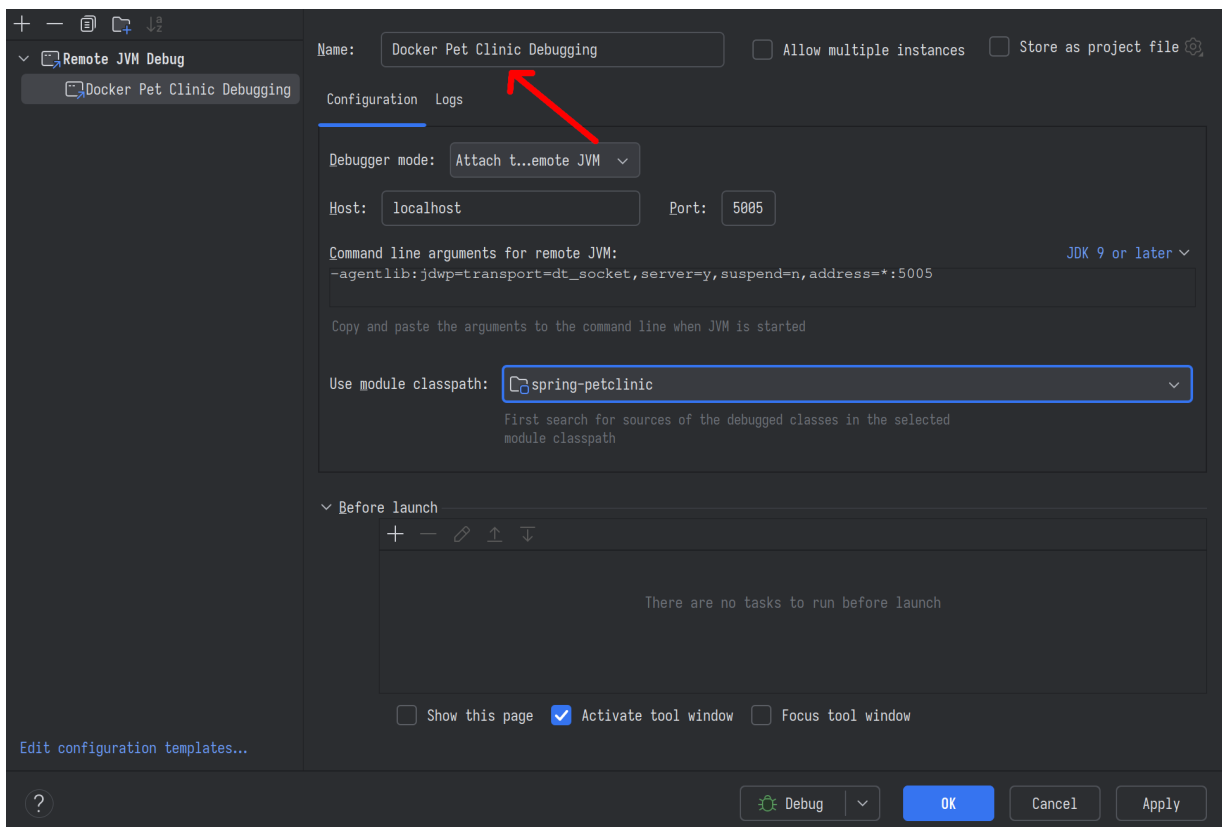 Remote JVM Debug
Docker Pet Clinic Debugging
Edit configuration templates...
Name: Docker Pet Clinic Debugging Allow multiple instances Store as project file
Configuration Logs
Debugger mode: Attach t...emote JVM
Host: localhost Port: 5005
Command line arguments for remote JVM: JDK 9 or later
-agentlib:jdwp=transport=dt_socket,server=y,suspend=n,address=*:5005
Copy and paste the arguments to the command line when JVM is started
Use module classpath: spring-petclinic
First search for sources of the debugged classes in the selected
module classpath
Before launch
There are no tasks to run before launch
Show this page Activate tool window Focus tool window
? Debug OK Cancel Apply